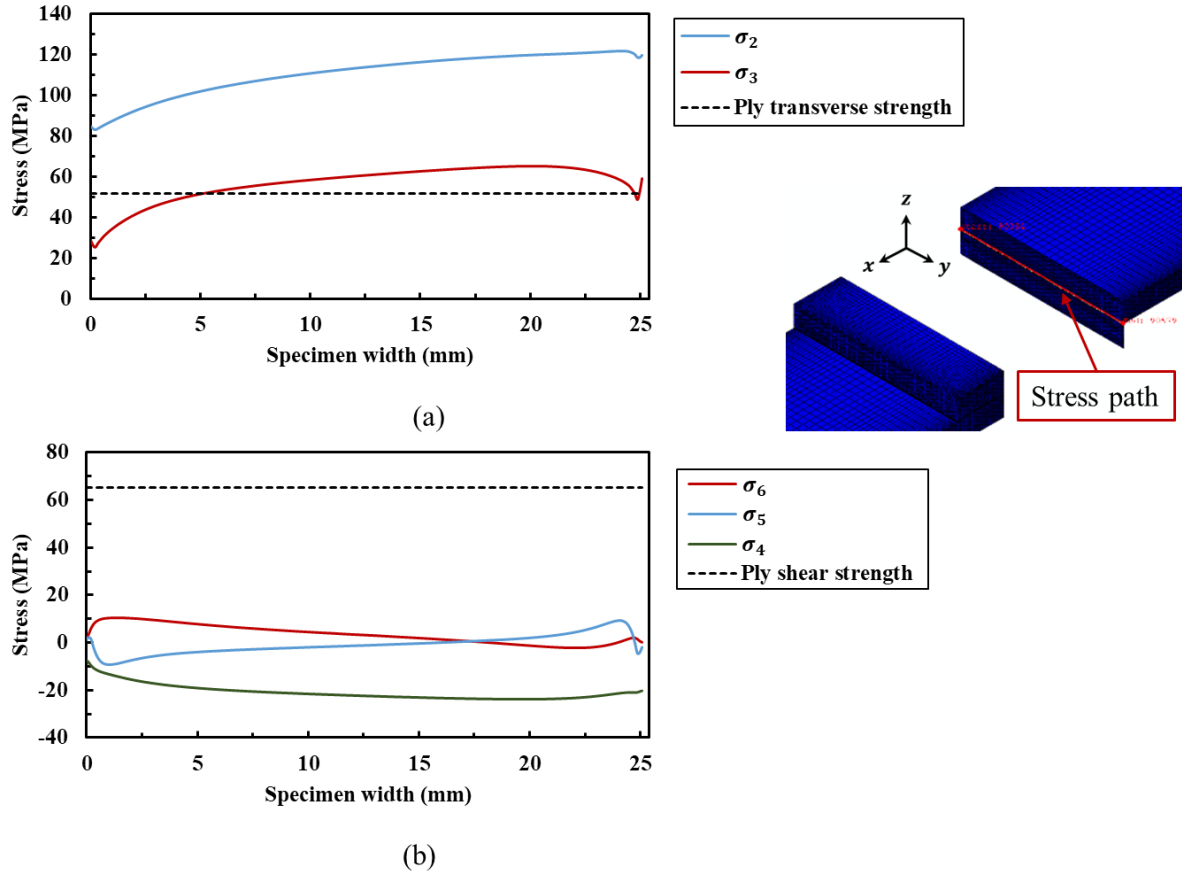 140
120
100
80
60
40
20
0
Stress (MPa)
0 5 10 15 20 25
Specimen width (mm)
(a)
σ₂
σ₃
Ply transverse strength
z
x
y
Stress path
80
60
40
20
0
-20
-40
Stress (MPa)
0 5 10 15 20 25
Specimen width (mm)
(b)
σ₆
σ₅
σ₄
Ply shear strength